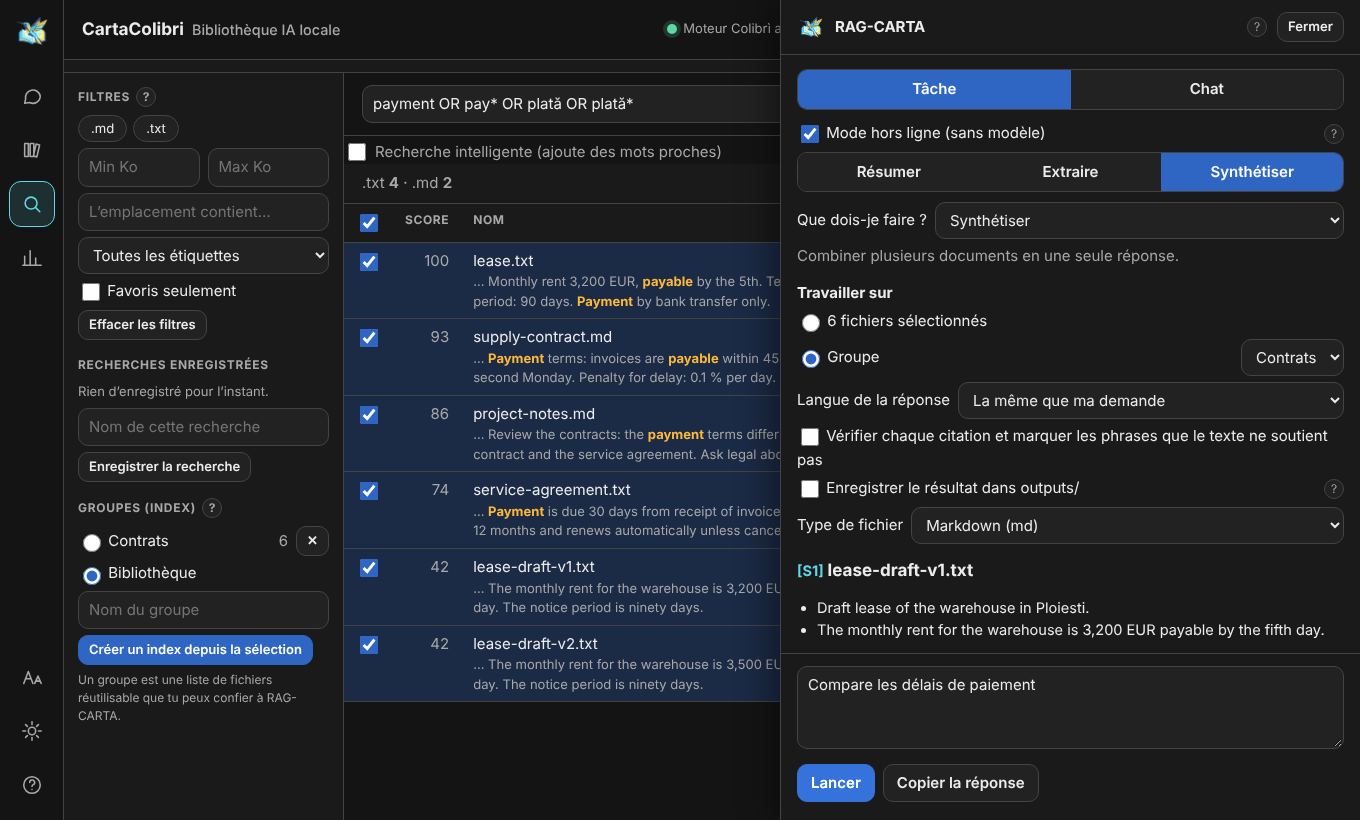 CartaColibri Bibliothèque IA locale
Moteur Colibrì a
FILTRES ?
.md .txt
Min Ko Max Ko
L'emplacement contient…
Toutes les étiquettes
Favoris seulement
Effacer les filtres
RECHERCHES ENREGISTRÉES
Rien d'enregistré pour l'instant.
Nom de cette recherche
Enregistrer la recherche
GROUPES (INDEX) ?
Contrats 6 ×
Bibliothèque
Nom du groupe
Créer un index depuis la sélection
Un groupe est une liste de fichiers
réutilisable que tu peux confier à RAG-
CARTA.
payment OR pay* OR plată OR plată*
Recherche intelligente (ajoute des mots proches)
.txt 4 · .md 2
SCORE NOM
100 lease.txt
… Monthly rent 3,200 EUR, payable by the 5th. Te
period: 90 days. Payment by bank transfer only.
93 supply-contract.md
… Payment terms: invoices are payable within 45
second Monday. Penalty for delay: 0.1 % per day.
86 project-notes.md
… Review the contracts: the payment terms differ
contract and the service agreement. Ask legal abo
74 service-agreement.txt
… Payment is due 30 days from receipt of invoice
12 months and renews automatically unless cance
42 lease-draft-v1.txt
… The monthly rent for the warehouse is 3,200 EU
day. The notice period is ninety days.
42 lease-draft-v2.txt
… The monthly rent for the warehouse is 3,500 EU
day. The notice period is ninety days.
RAG-CARTA ? Fermer
Tâche Chat
Mode hors ligne (sans modèle) ?
Résumer Extraire Synthétiser
Que dois-je faire ? Synthétiser
Combiner plusieurs documents en une seule réponse.
Travailler sur
6 fichiers sélectionnés
Groupe Contrats
Langue de la réponse La même que ma demande
Vérifier chaque citation et marquer les phrases que le texte ne soutient
pas
Enregistrer le résultat dans outputs/ ?
Type de fichier Markdown (md)
[S1] lease-draft-v1.txt
• Draft lease of the warehouse in Ploiesti.
• The monthly rent for the warehouse is 3,200 EUR payable by the fifth day.
Compare les délais de paiement
Lancer Copier la réponse
AA
?